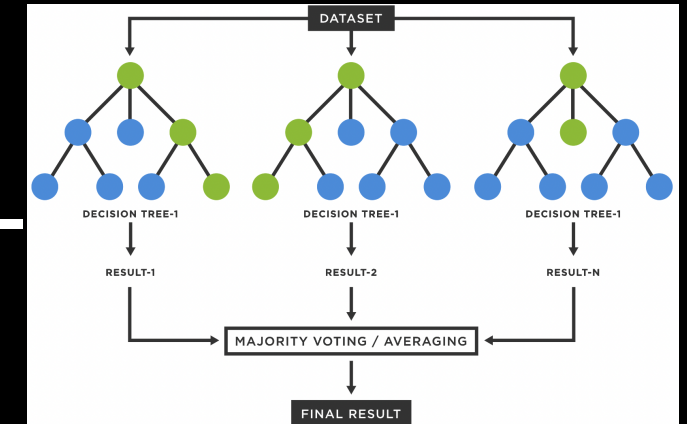 DATASET
DECISION TREE-1
DECISION TREE-1
DECISION TREE-1
RESULT-1
RESULT-2
RESULT-N
MAJORITY VOTING / AVERAGING
FINAL RESULT